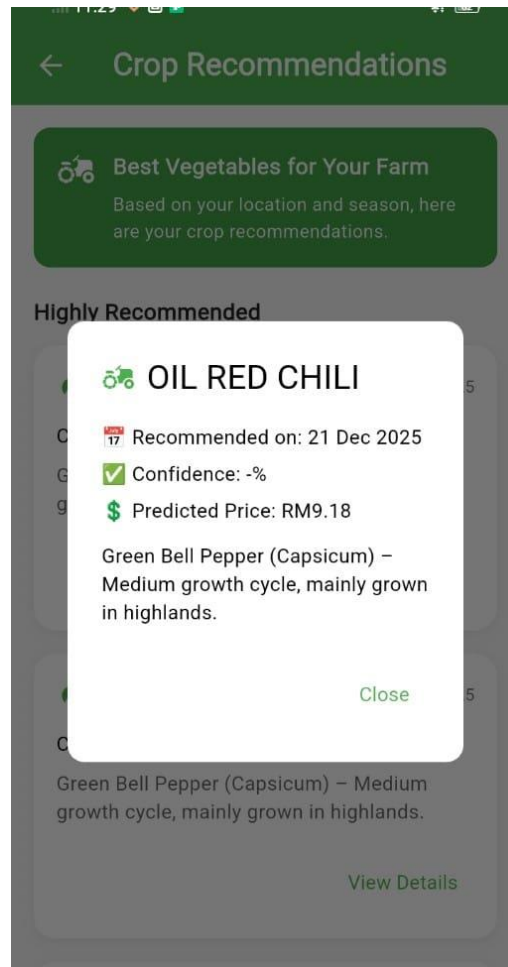 Crop Recommendations
Best Vegetables for Your Farm
Based on your location and season, here
are your crop recommendations.
Highly Recommended
5
OIL RED CHILI
C
Recommended on: 21 Dec 2025
G
Confidence: -%
g
Predicted Price: RM9.18
Green Bell Pepper (Capsicum) –
Medium growth cycle, mainly grown
in highlands.
Close
5
C
Green Bell Pepper (Capsicum) – Medium
growth cycle, mainly grown in highlands.
View Details